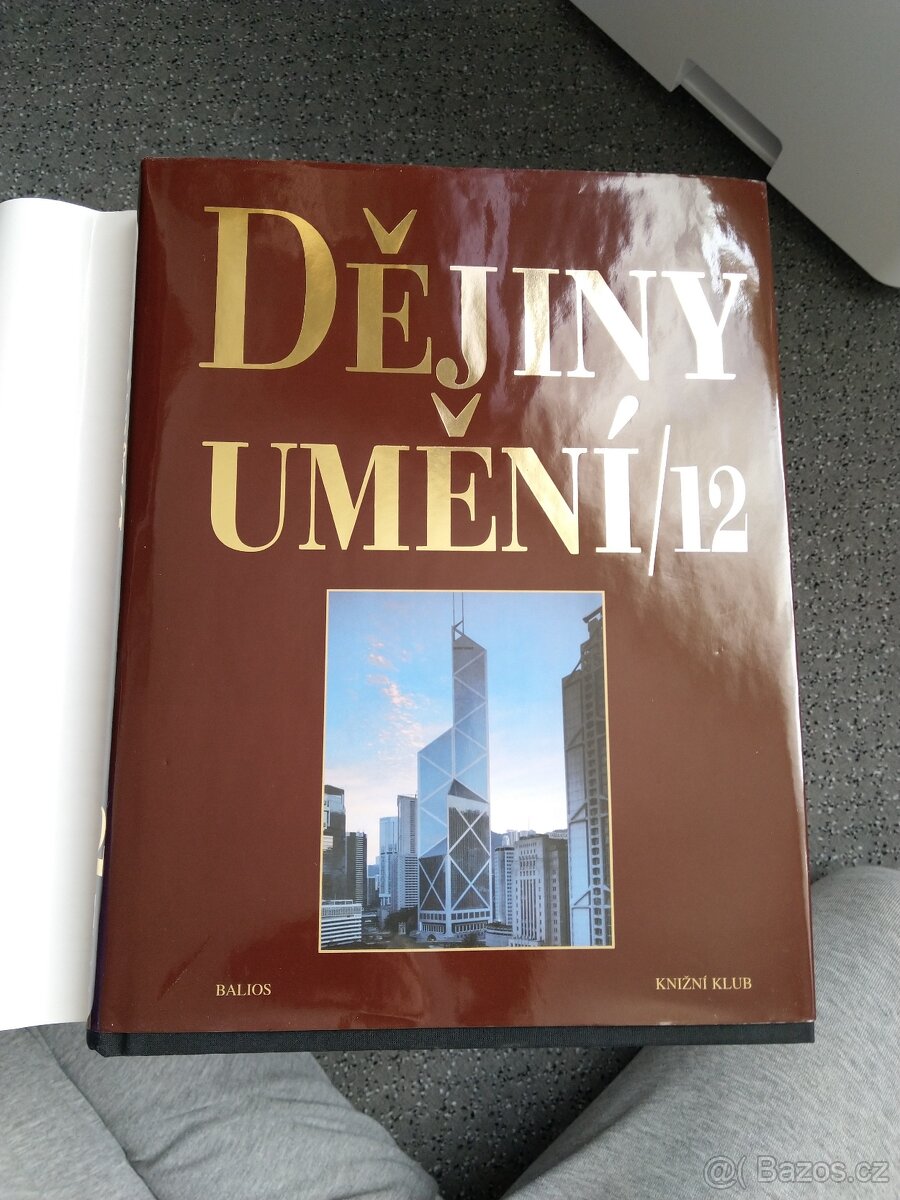 DĚJINY
UMĚNÍ/12
BALIOS
KNIŽNÍ KLUB
@( Bazos.cz